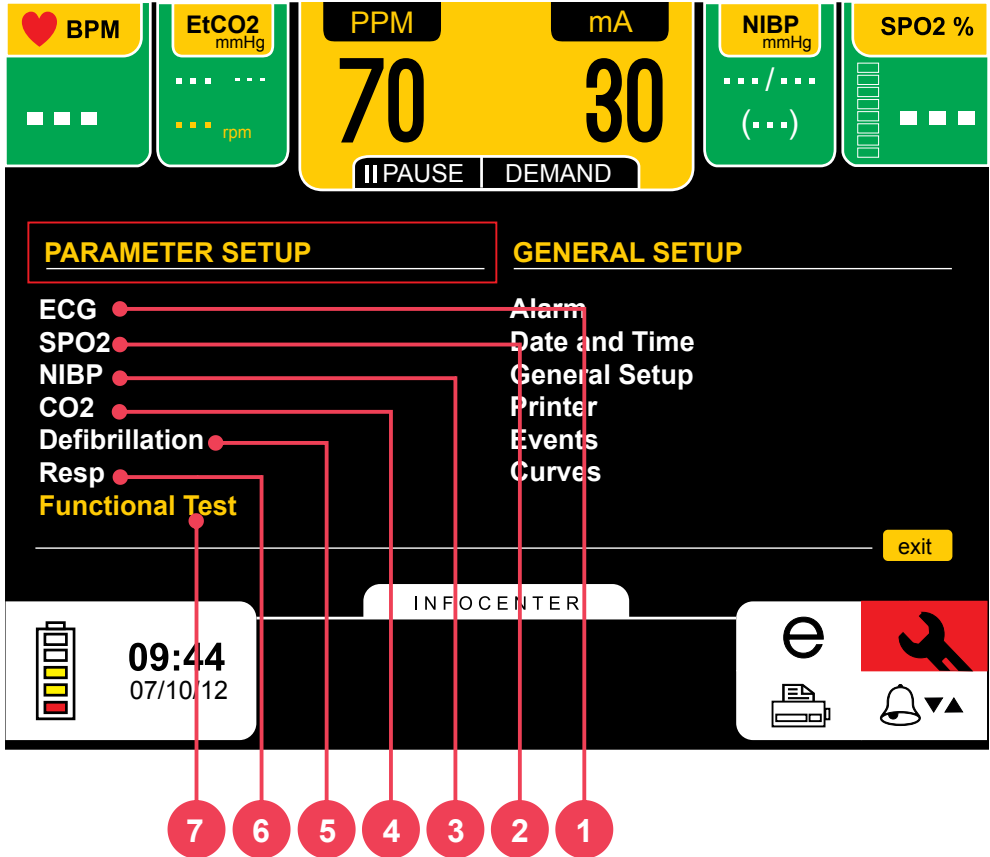 BPM
EtCO2
mmHg
--- ---
--- rpm
---
PPM
mA
70
30
PAUSE
DEMAND
NIBP
mmHg
---/---
(---)
SPO2 %
---
PARAMETER SETUP
ECG
SPO2
NIBP
CO2
Defibrillation
Resp
Functional Test
GENERAL SETUP
Alarm
Date and Time
General Setup
Printer
Events
Curves
exit
INFOCENTER
09:44
07/10/12
e
7 6 5 4 3 2 1